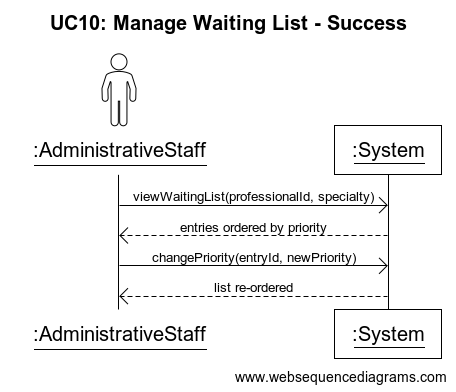 UC10: Manage Waiting List - Success
:AdministrativeStaff
:System
viewWaitingList(professionalId, specialty)
entries ordered by priority
changePriority(entryId, newPriority)
list re-ordered
:AdministrativeStaff
:System
www.websequencediagrams.com